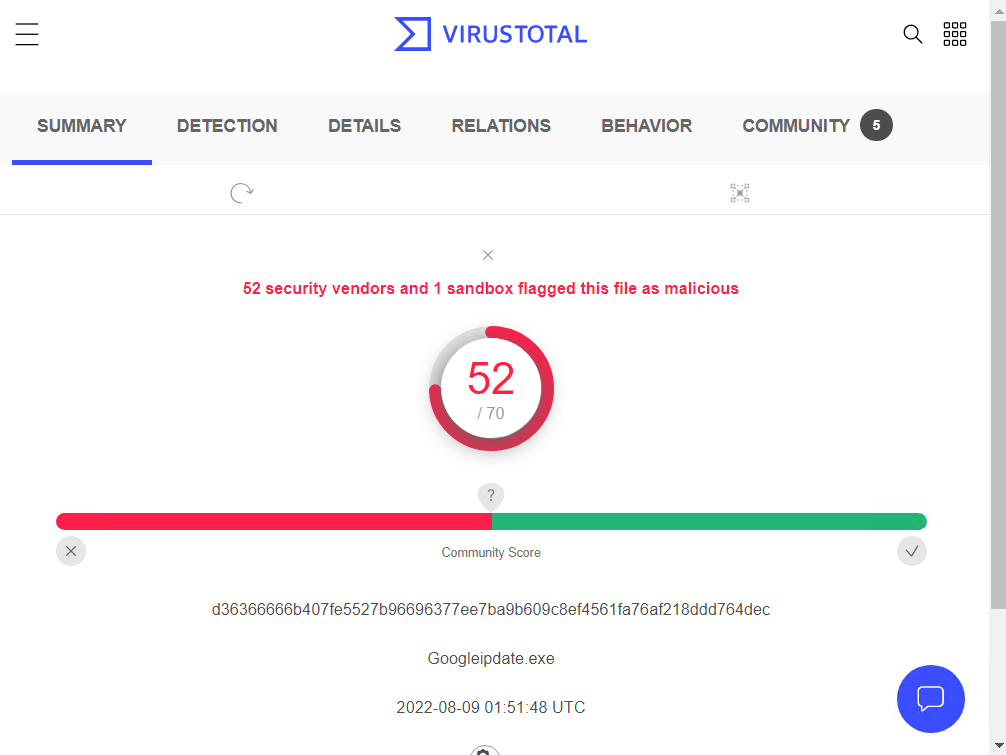 VIRUSTOTAL
SUMMARY DETECTION DETAILS RELATIONS BEHAVIOR COMMUNITY 5
52 security vendors and 1 sandbox flagged this file as malicious
52
/ 70
?
Community Score
d36366666b407fe5527b96696377ee7ba9b609c8ef4561fa76af218ddd764dec
Googleipdate.exe
2022-08-09 01:51:48 UTC